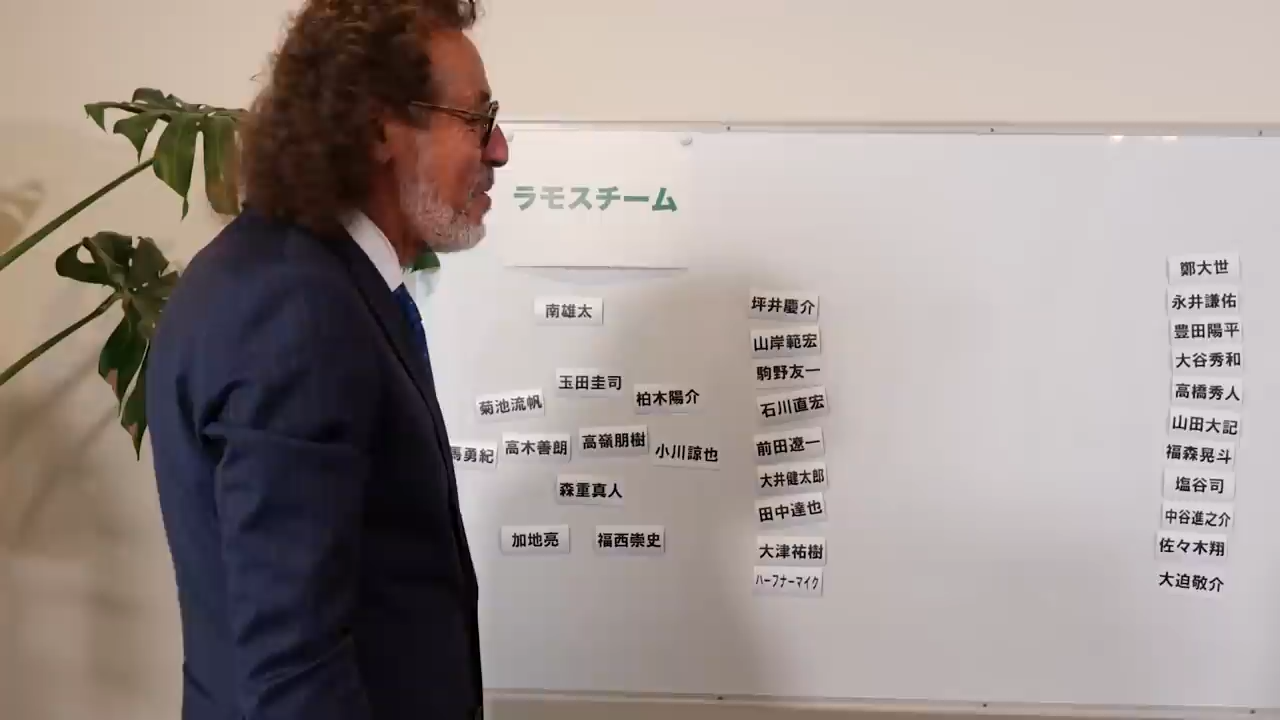 ラモスチーム
南雄太
玉田圭司
菊池流帆
柏木陽介
馬勇紀
高木善朗
高嶺朋樹
小川諒也
森重真人
加地亮
福西崇史
坪井慶介
山岸範宏
駒野友一
石川直宏
前田遼一
大井健太郎
田中達也
大津祐樹
ハーフナーマイク
鄭大世
永井謙佑
豊田陽平
大谷秀和
高橋秀人
山田大記
福森晃斗
塩谷司
中谷進之介
佐々木翔
大迫敬介